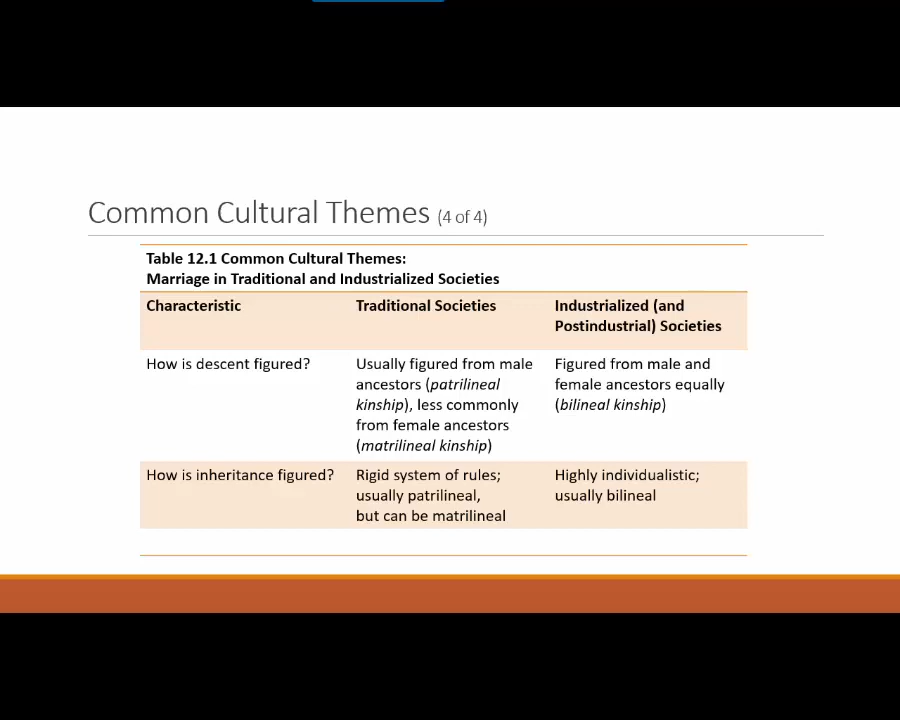 Common Cultural Themes (4 of 4)
Table 12.1 Common Cultural Themes:
Marriage in Traditional and Industrialized Societies
Characteristic
Traditional Societies
Industrialized (and
Postindustrial) Societies
How is descent figured?
Usually figured from male
ancestors (patrilineal
kinship), less commonly
from female ancestors
(matrilineal kinship)
Figured from male and
female ancestors equally
(bilineal kinship)
How is inheritance figured?
Rigid system of rules;
usually patrilineal,
but can be matrilineal
Highly individualistic;
usually bilineal